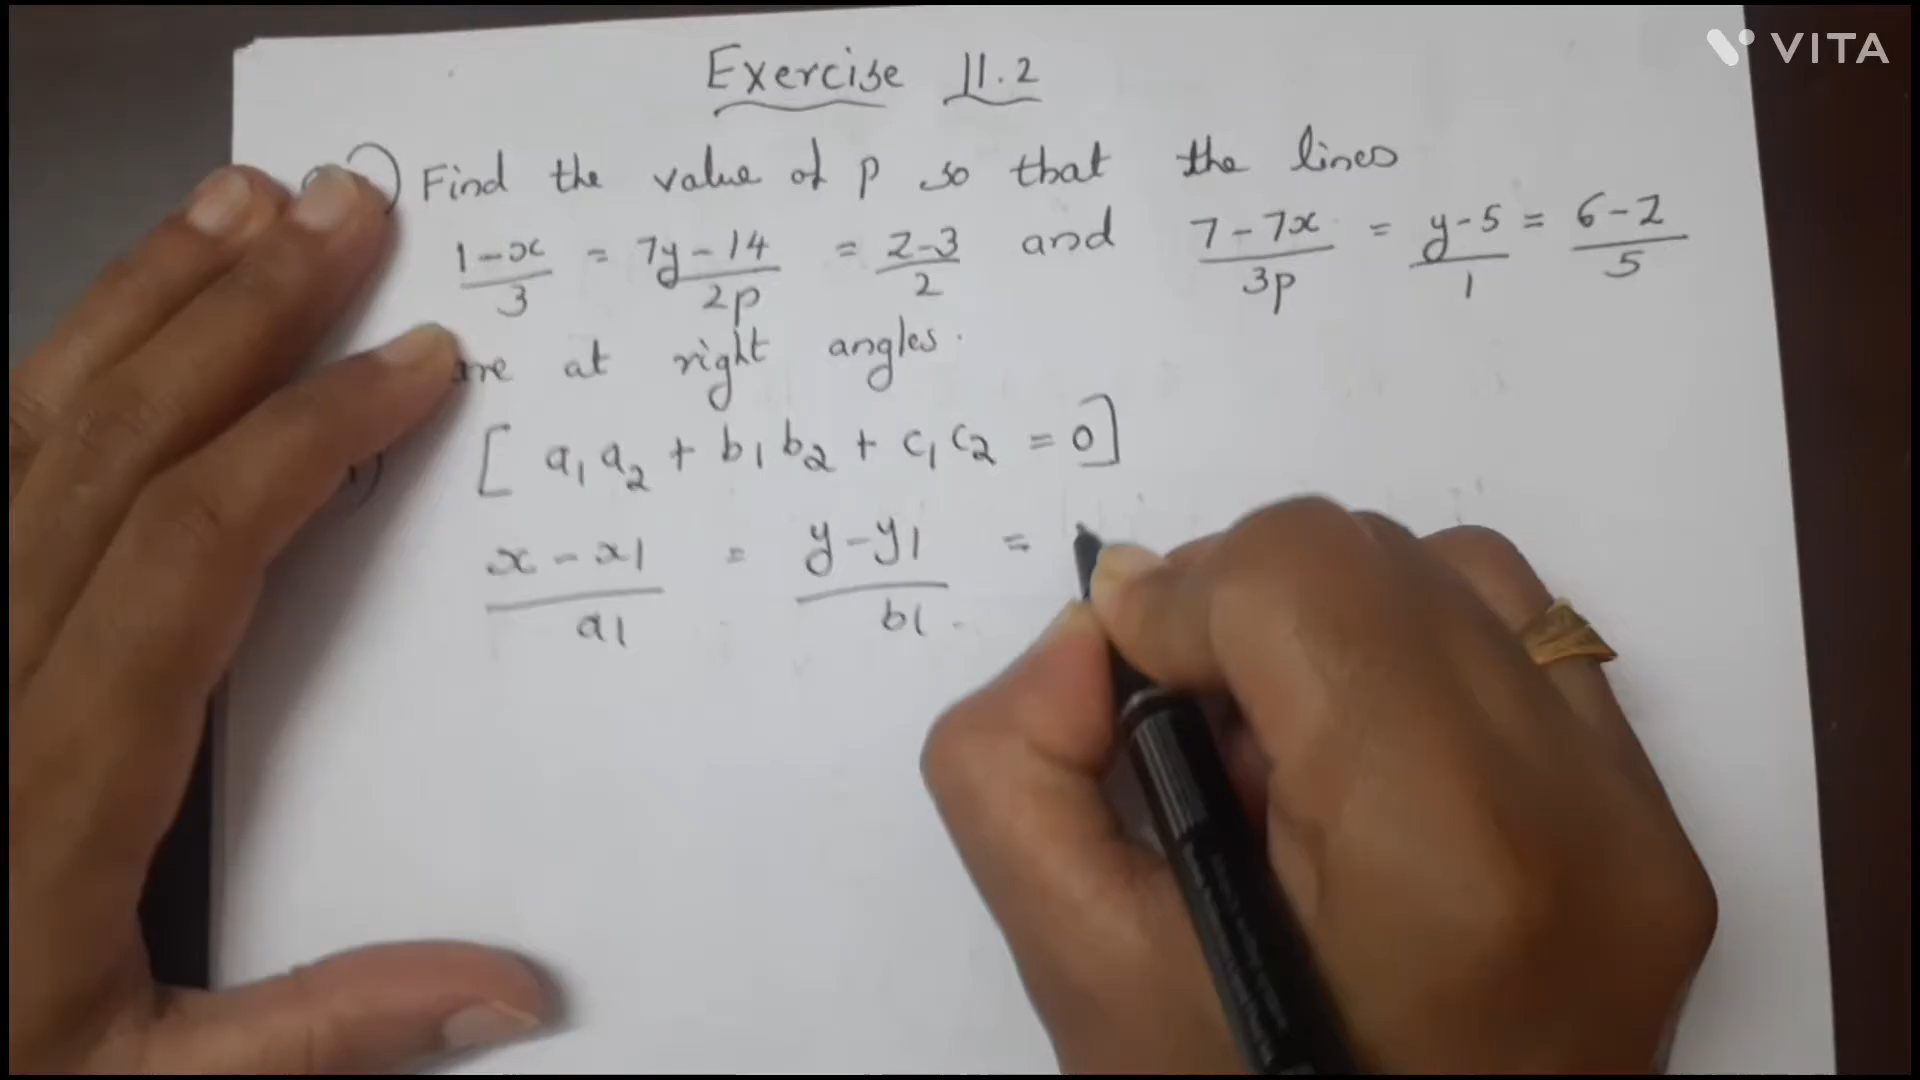 VITA
Exercise 11.2
) Find the value of p so that the lines
1-x/3 = 7y-14/2p = z-3/2 and 7-7x/3p = y-5/1 = 6-z/5
are at right angles.
[ a₁a₂ + b₁b₂ + c₁c₂ = 0 ]
x-x1/a1 = y-y1/b1 =